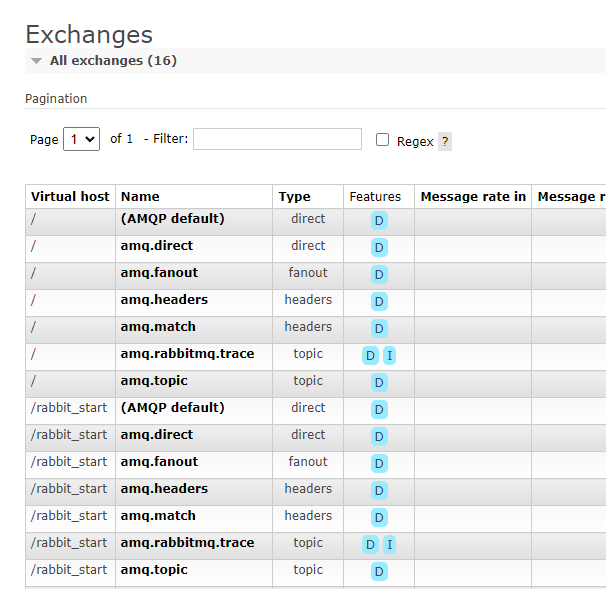 Exchanges
All exchanges (16)
Pagination
Page 1 of 1 - Filter: Regex ?
Virtual host Name Type Features Message rate in Message r
/ (AMQP default) direct D
/ amq.direct direct D
/ amq.fanout fanout D
/ amq.headers headers D
/ amq.match headers D
/ amq.rabbitmq.trace topic D I
/ amq.topic topic D
/rabbit_start (AMQP default) direct D
/rabbit_start amq.direct direct D
/rabbit_start amq.fanout fanout D
/rabbit_start amq.headers headers D
/rabbit_start amq.match headers D
/rabbit_start amq.rabbitmq.trace topic D I
/rabbit_start amq.topic topic D